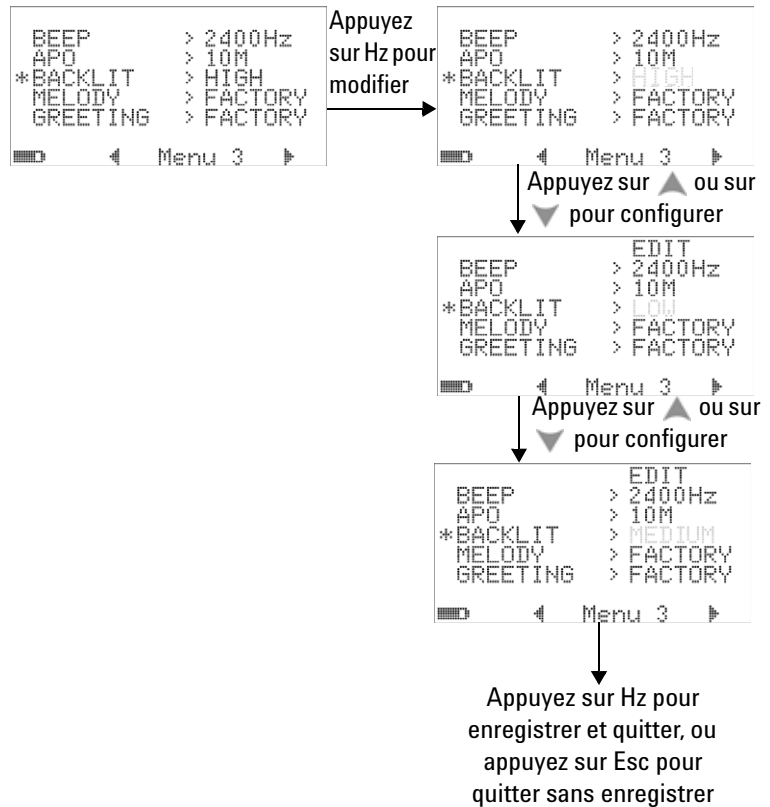 BEEP > 2400Hz
APO > 10M
*BACKLIT > HIGH
MELODY > FACTORY
GREETING > FACTORY
Menu 3
Appuyez
sur Hz pour
modifier
BEEP > 2400Hz
APO > 10M
*BACKLIT > HIGH
MELODY > FACTORY
GREETING > FACTORY
Menu 3
Appuyez sur ou sur
pour configurer
EDIT
BEEP > 2400Hz
APO > 10M
*BACKLIT > LOW
MELODY > FACTORY
GREETING > FACTORY
Menu 3
Appuyez sur ou sur
pour configurer
EDIT
BEEP > 2400Hz
APO > 10M
*BACKLIT > MEDIUM
MELODY > FACTORY
GREETING > FACTORY
Menu 3
Appuyez sur Hz pour
enregistrer et quitter, ou
appuyez sur Esc pour
quitter sans enregistrer